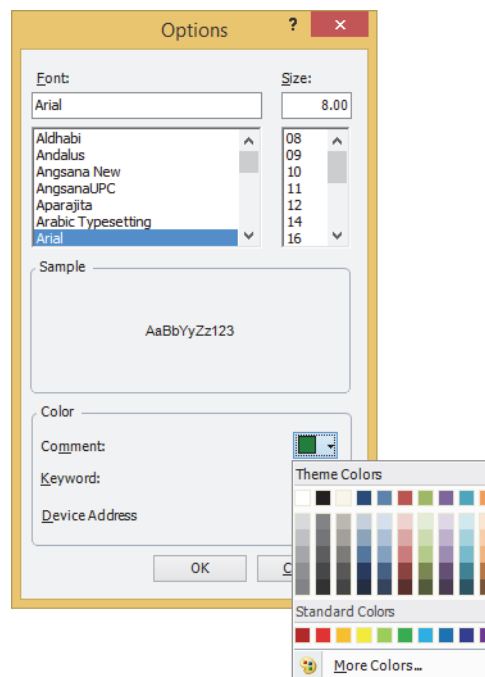 Options ?
Font: Size:
Arial 8.00
Aldhabi 08
Andalus 09
Angsana New 10
AngsanaUPC 11
Aparajita 12
Arabic Typesetting 14
Arial 16
Sample
AaBbYyZz123
Color
Comment:
Keyword:
Device Address
Theme Colors
OK C
Standard Colors
More Colors...